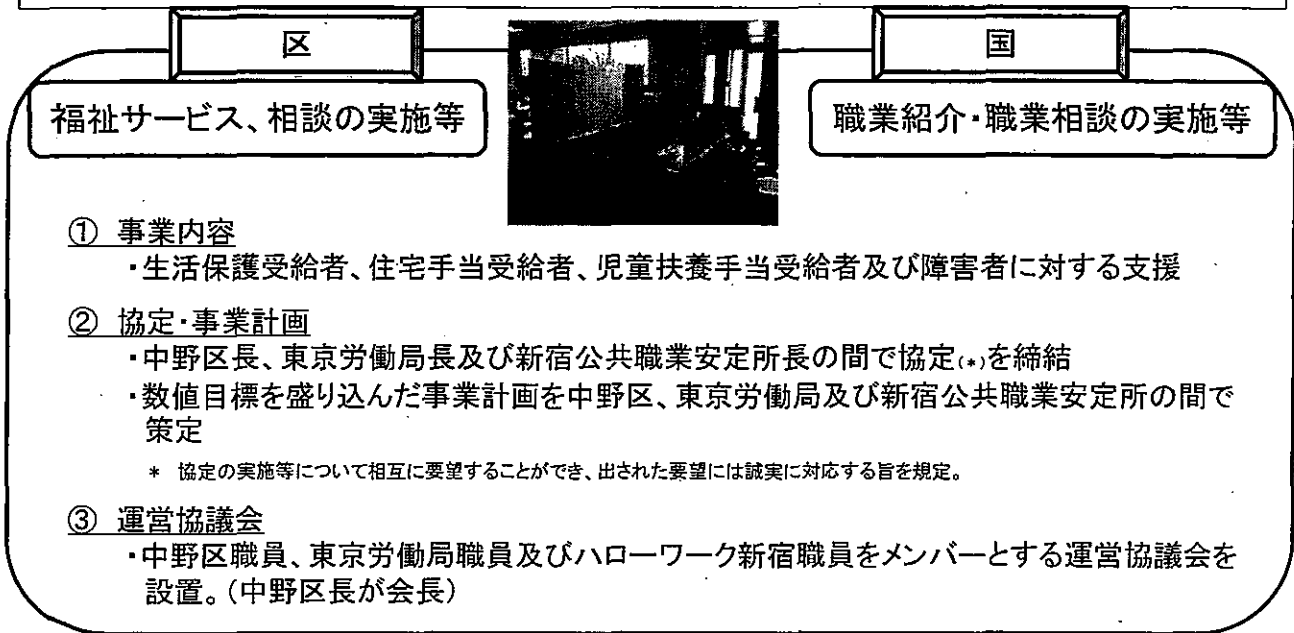 区
国
福祉サービス、相談の実施等
職業紹介・職業相談の実施等
① 事業内容
・生活保護受給者、住宅手当受給者、児童扶養手当受給者及び障害者に対する支援
② 協定・事業計画
・中野区長、東京労働局長及び新宿公共職業安定所長の間で協定(*)を締結
・数値目標を盛り込んだ事業計画を中野区、東京労働局及び新宿公共職業安定所の間で
策定
* 協定の実施等について相互に要望することができ、出された要望には誠実に対応する旨を規定。
③ 運営協議会
・中野区職員、東京労働局職員及びハローワーク新宿職員をメンバーとする運営協議会を
設置。(中野区長が会長)